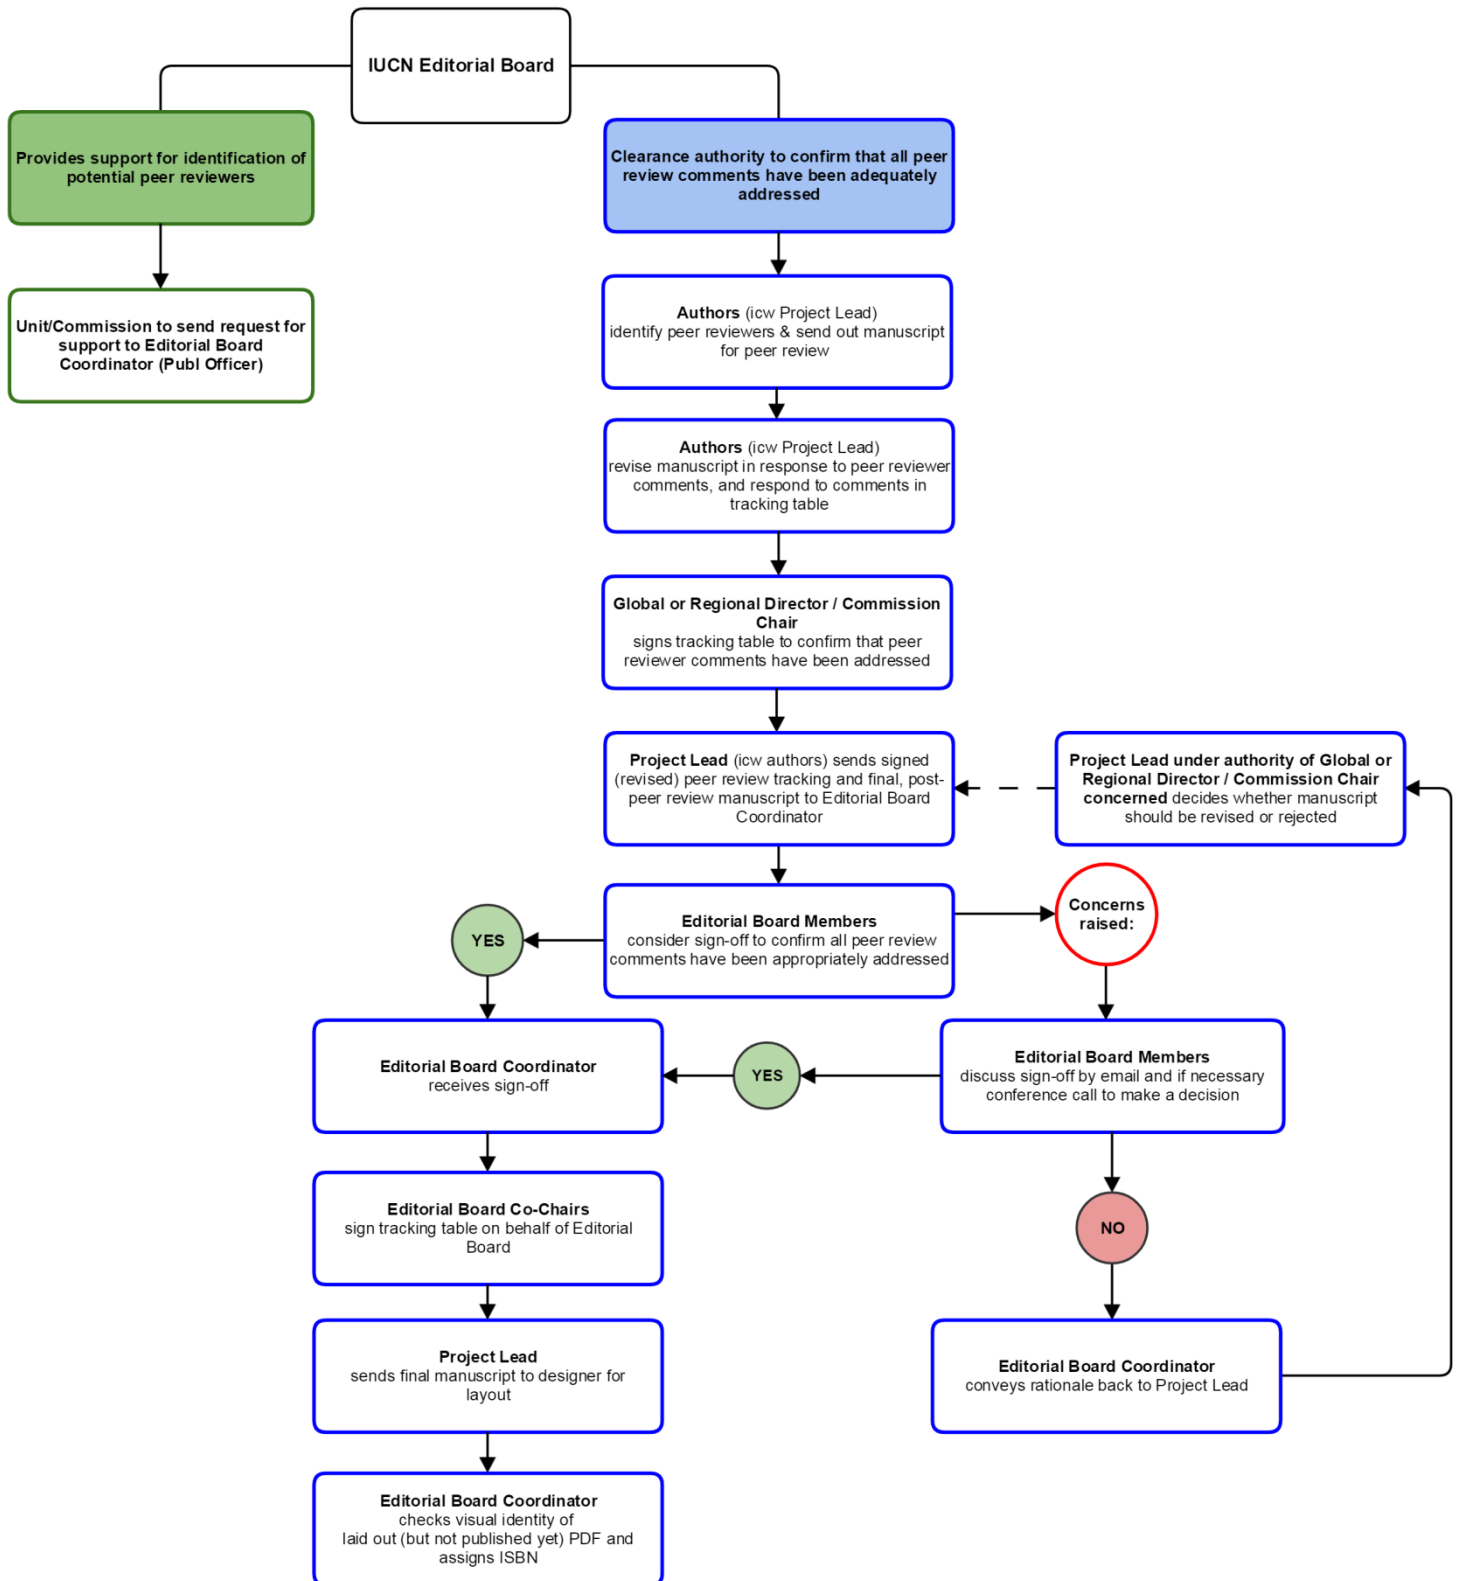 IUCN Editorial Board
Provides support for identification of
potential peer reviewers
Clearance authority to confirm that all peer
review comments have been adequately
addressed
Unit/Commission to send request for
support to Editorial Board
Coordinator (Publ Officer)
Authors (icw Project Lead)
identify peer reviewers & send out manuscript
for peer review
Authors (icw Project Lead)
revise manuscript in response to peer reviewer
comments, and respond to comments in
tracking table
Global or Regional Director / Commission
Chair
signs tracking table to confirm that peer
reviewer comments have been addressed
Project Lead (icw authors) sends signed
(revised) peer review tracking and final, post-
peer review manuscript to Editorial Board
Coordinator
Project Lead under authority of Global or
Regional Director / Commission Chair
concerned decides whether manuscript
should be revised or rejected
Editorial Board Members
consider sign-off to confirm all peer review
comments have been appropriately addressed
Concerns
raised:
YES
Editorial Board Coordinator
receives sign-off
YES
Editorial Board Members
discuss sign-off by email and if necessary
conference call to make a decision
Editorial Board Co-Chairs
sign tracking table on behalf of Editorial
Board
NO
Project Lead
sends final manuscript to designer for
layout
Editorial Board Coordinator
conveys rationale back to Project Lead
Editorial Board Coordinator
checks visual identity of
laid out (but not published yet) PDF and
assigns ISBN